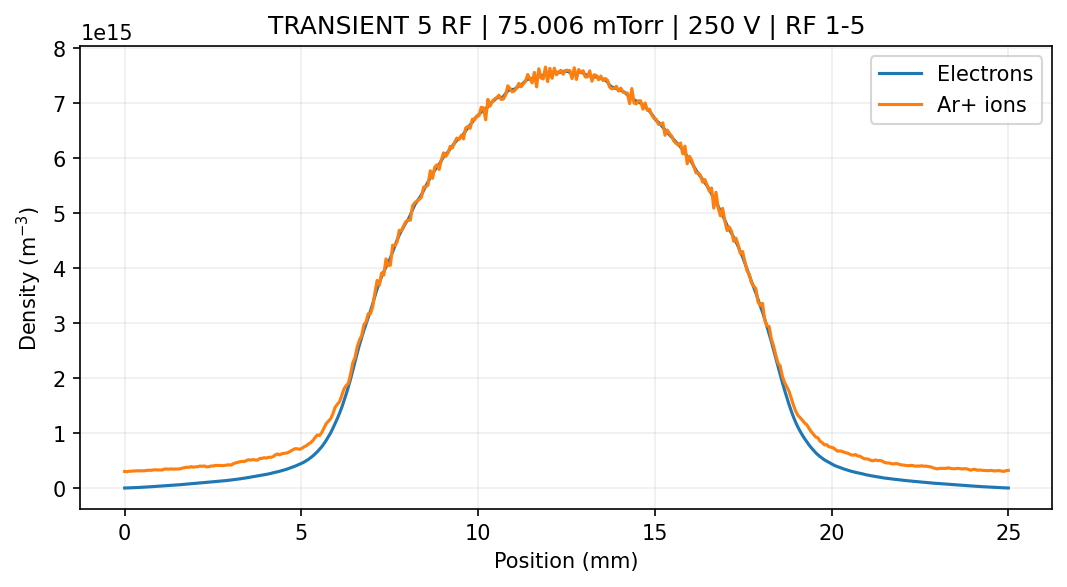 TRANSIENT 5 RF | 75.006 mTorr | 250 V | RF 1-5
1e15
8
7
6
5
4
3
2
1
0
Density (m⁻³)
Electrons
Ar+ ions
0 5 10 15 20 25
Position (mm)